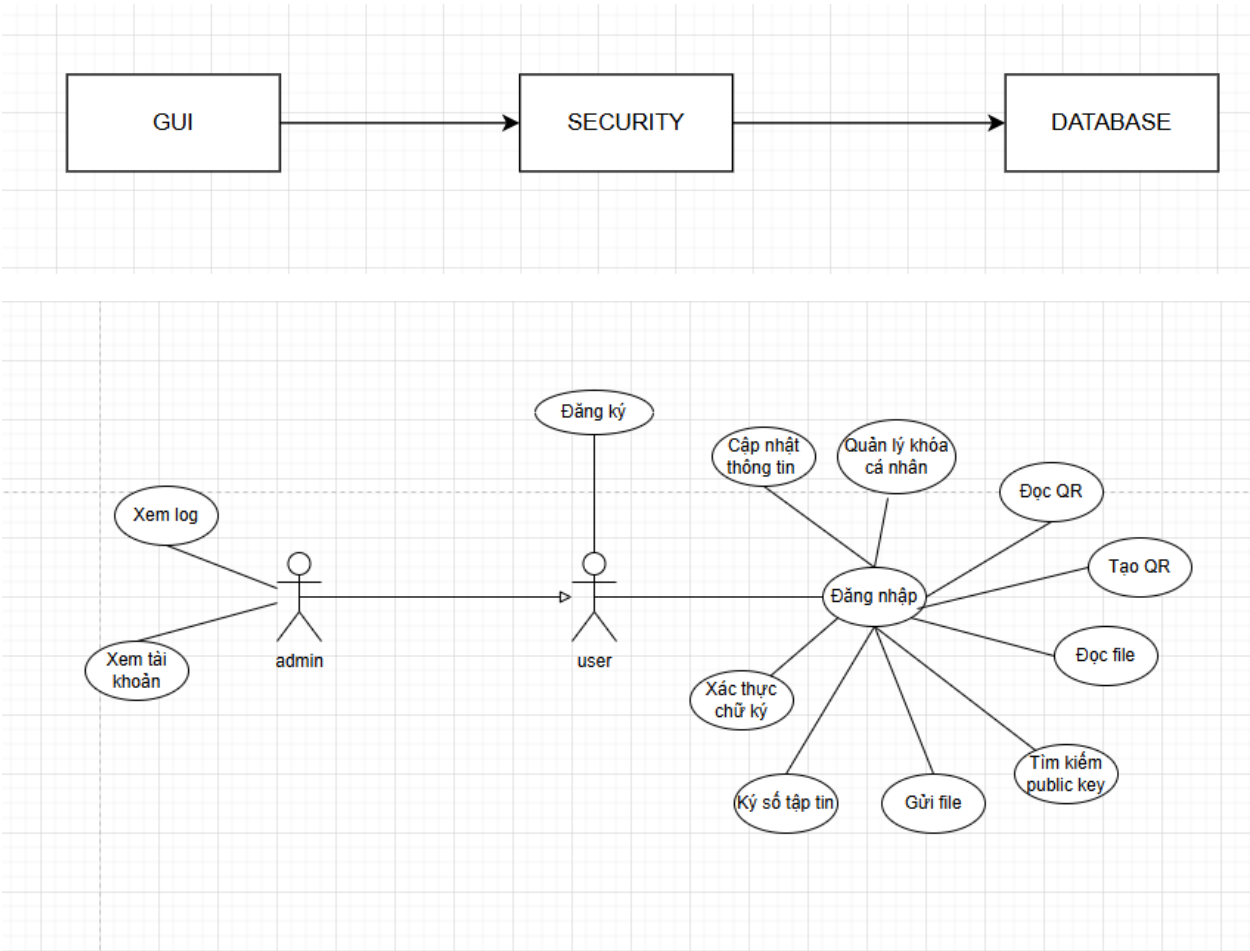 GUI
SECURITY
DATABASE
Đăng ký
Cập nhật
thông tin
Quản lý khóa
cá nhân
Đọc QR
Xem log
Tạo QR
Đăng nhập
Xem tài
khoản
admin
user
Đọc file
Xác thực
chữ ký
Tìm kiếm
public key
Ký số tập tin
Gửi file